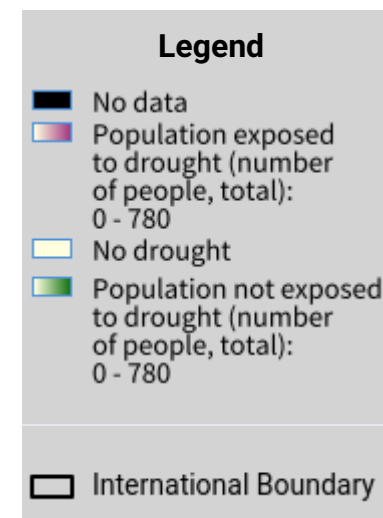 Legend
No data
Population exposed
to drought (number
of people, total):
0 - 780
No drought
Population not exposed
to drought (number
of people, total):
0 - 780
International Boundary